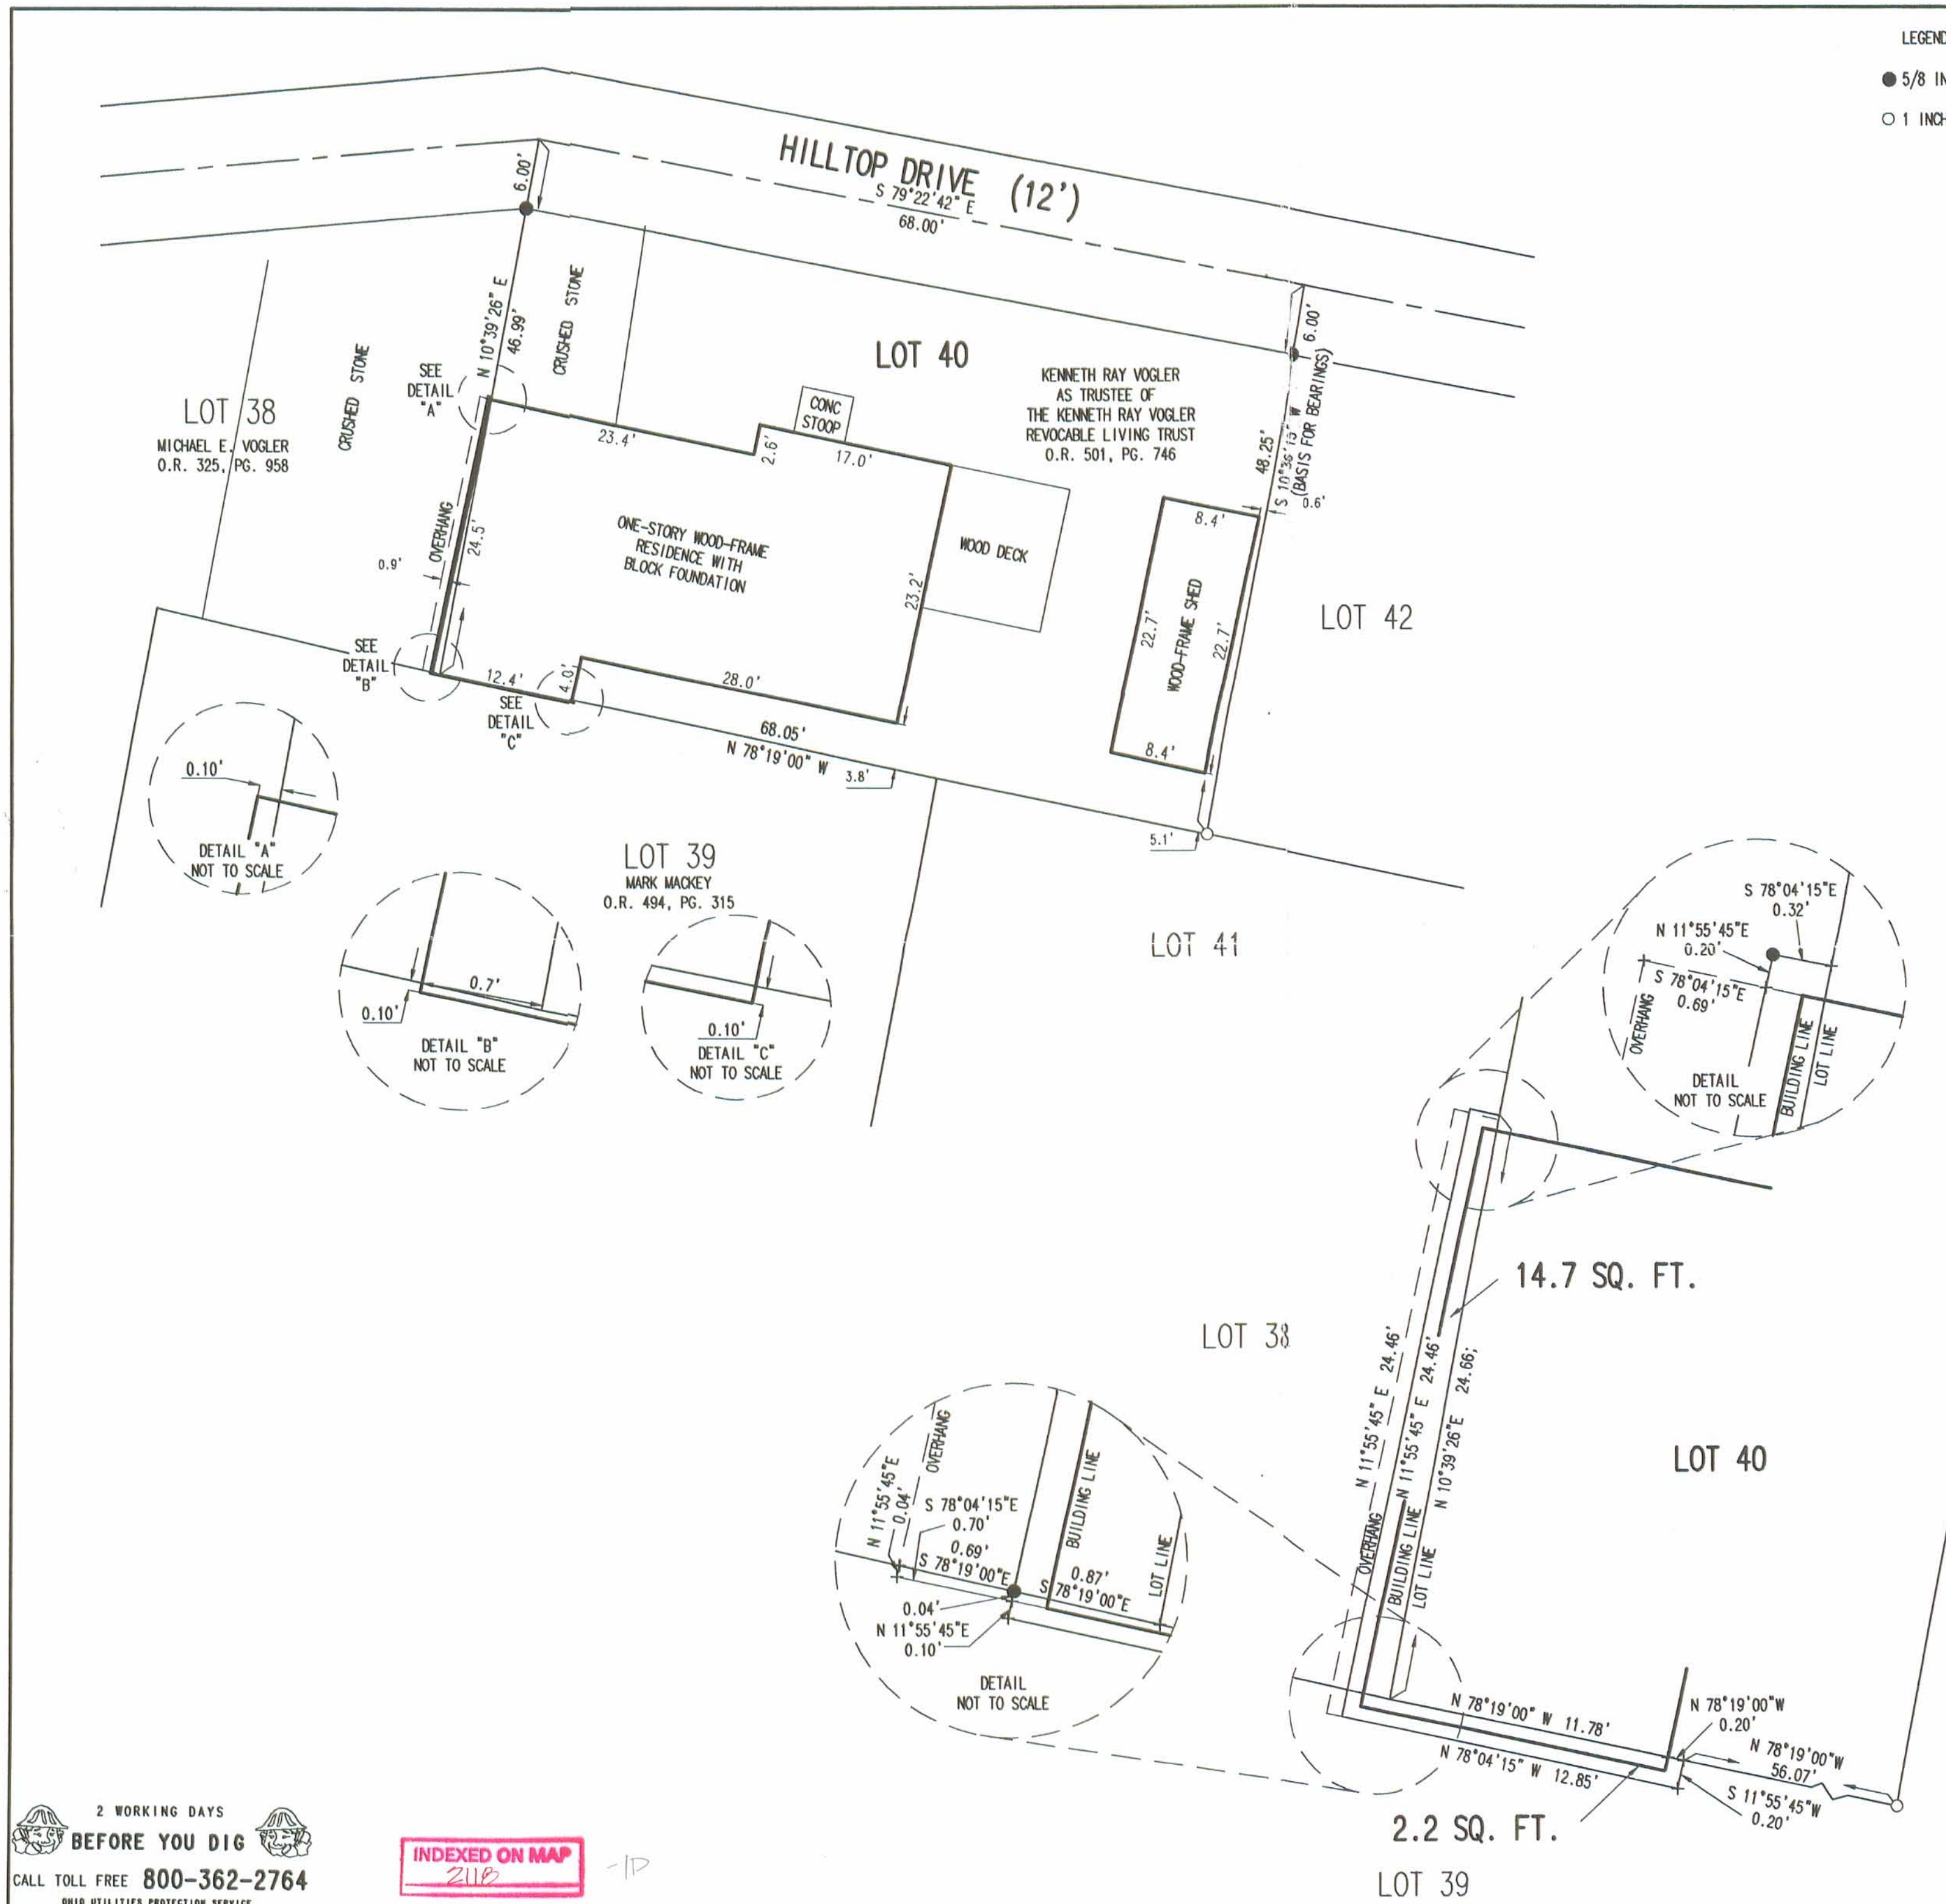 LEGEND
5/8 IN
1 INCH
HILLTOP DRIVE (12')
S 79°22'42" E
68.00'
6.00'
N 10°39'26" E
46.99'
CRUSHED STONE
CRUSHED STONE
SEE
DETAIL
"A"
LOT 38
MICHAEL E. VOGLER
O.R. 325, PG. 958
LOT 40
KENNETH RAY VOGLER
AS TRUSTEE OF
THE KENNETH RAY VOGLER
REVOCABLE LIVING TRUST
O.R. 501, PG. 746
CONC
STOOP
23.4'
2.6'
17.0'
6.00'
48.25'
S 10°36'15" W
(BASIS FOR BEARINGS)
0.6'
8.4'
OVERHANG
24.5'
0.9'
ONE-STORY WOOD-FRAME
RESIDENCE WITH
BLOCK FOUNDATION
WOOD DECK
23.2'
22.7'
WOOD-FRAME SHED
22.7'
LOT 42
SEE
DETAIL
"B"
12.4'
4.0'
28.0'
SEE
DETAIL
"C"
68.05'
N 78°19'00" W
3.8'
8.4'
5.1'
0.10'
DETAIL "A"
NOT TO SCALE
LOT 39
MARK MACKEY
O.R. 494, PG. 315
LOT 41
0.7'
0.10'
DETAIL "B"
NOT TO SCALE
0.10'
DETAIL "C"
NOT TO SCALE
S 78°04'15"E
0.32'
N 11°55'45"E
0.20'
S 78°04'15"E
0.69'
OVERHANG
BUILDING LINE
LOT LINE
DETAIL
NOT TO SCALE
14.7 SQ. FT.
LOT 38
N 11°55'45" E 24.46'
N 11°55'45" E 24.46'
N 10°39'26"E 24.66;
OVERHANG
BUILDING LINE
LOT LINE
LOT 40
N 11°55'45"E
0.04'
OVERHANG
S 78°04'15"E
0.70'
0.69'
S 78°19'00"E
BUILDING LINE
0.87'
S 78°19'00"E
LOT LINE
0.04'
N 11°55'45"E
0.10'
DETAIL
NOT TO SCALE
N 78°19'00" W 11.78'
N 78°19'00"W
0.20'
N 78°04'15" W 12.85'
N 78°19'00"W
56.07'
S 11°55'45"W
0.20'
2.2 SQ. FT.
LOT 39
2 WORKING DAYS
BEFORE YOU DIG
CALL TOLL FREE 800-362-2764
OHIO UTILITIES PROTECTION SERVICE
INDEXED ON MAP
211B
-1D